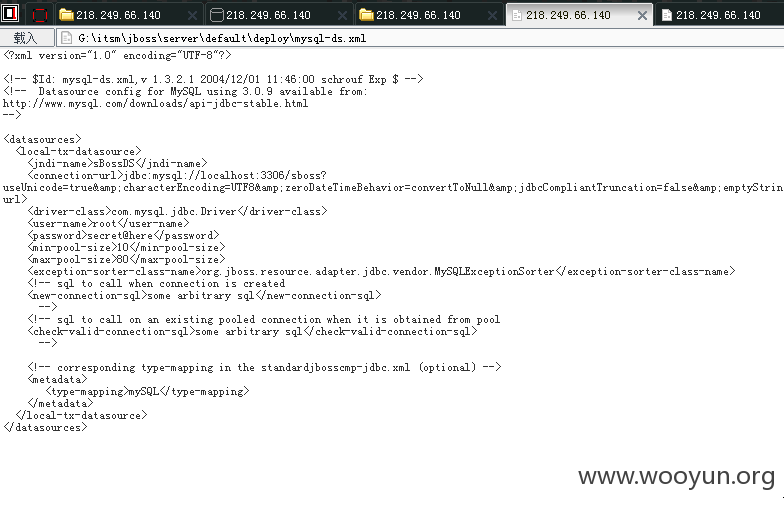 218.249.66.140
218.249.66.140
218.249.66.140
218.249.66.140
218.249.66.140
载入
G:\itsm\jboss\server\default\deploy\mysql-ds.xml
<?xml version="1.0" encoding="UTF-8"?>
<!-- $Id: mysql-ds.xml,v 1.3.2.1 2004/12/01 11:46:00 schrouf Exp $ -->
<!--  Datasource config for MySQL using 3.0.9 available from:
http://www.mysql.com/downloads/api-jdbc-stable.html
-->
<datasources>
<local-tx-datasource>
<jndi-name>sBossDS</jndi-name>
<connection-url>jdbc:mysql://localhost:3306/sboss?
useUnicode=true&amp;characterEncoding=UTF8&amp;zeroDateTimeBehavior=convertToNull&amp;jdbcCompliantTruncation=false&amp;emptyStrin
url>
<driver-class>com.mysql.jdbc.Driver</driver-class>
<user-name>root</user-name>
<password>secret@here</password>
<min-pool-size>10</min-pool-size>
<max-pool-size>80</max-pool-size>
<exception-sorter-class-name>org.jboss.resource.adapter.jdbc.vendor.MySQLExceptionSorter</exception-sorter-class-name>
<!-- sql to call when connection is created
<new-connection-sql>some arbitrary sql</new-connection-sql>
-->
<!-- sql to call on an existing pooled connection when it is obtained from pool
<check-valid-connection-sql>some arbitrary sql</check-valid-connection-sql>
-->
<!-- corresponding type-mapping in the standardjbosscmp-jdbc.xml (optional) -->
<metadata>
<type-mapping>mySQL</type-mapping>
</metadata>
</local-tx-datasource>
</datasources>
www.wooyun.org